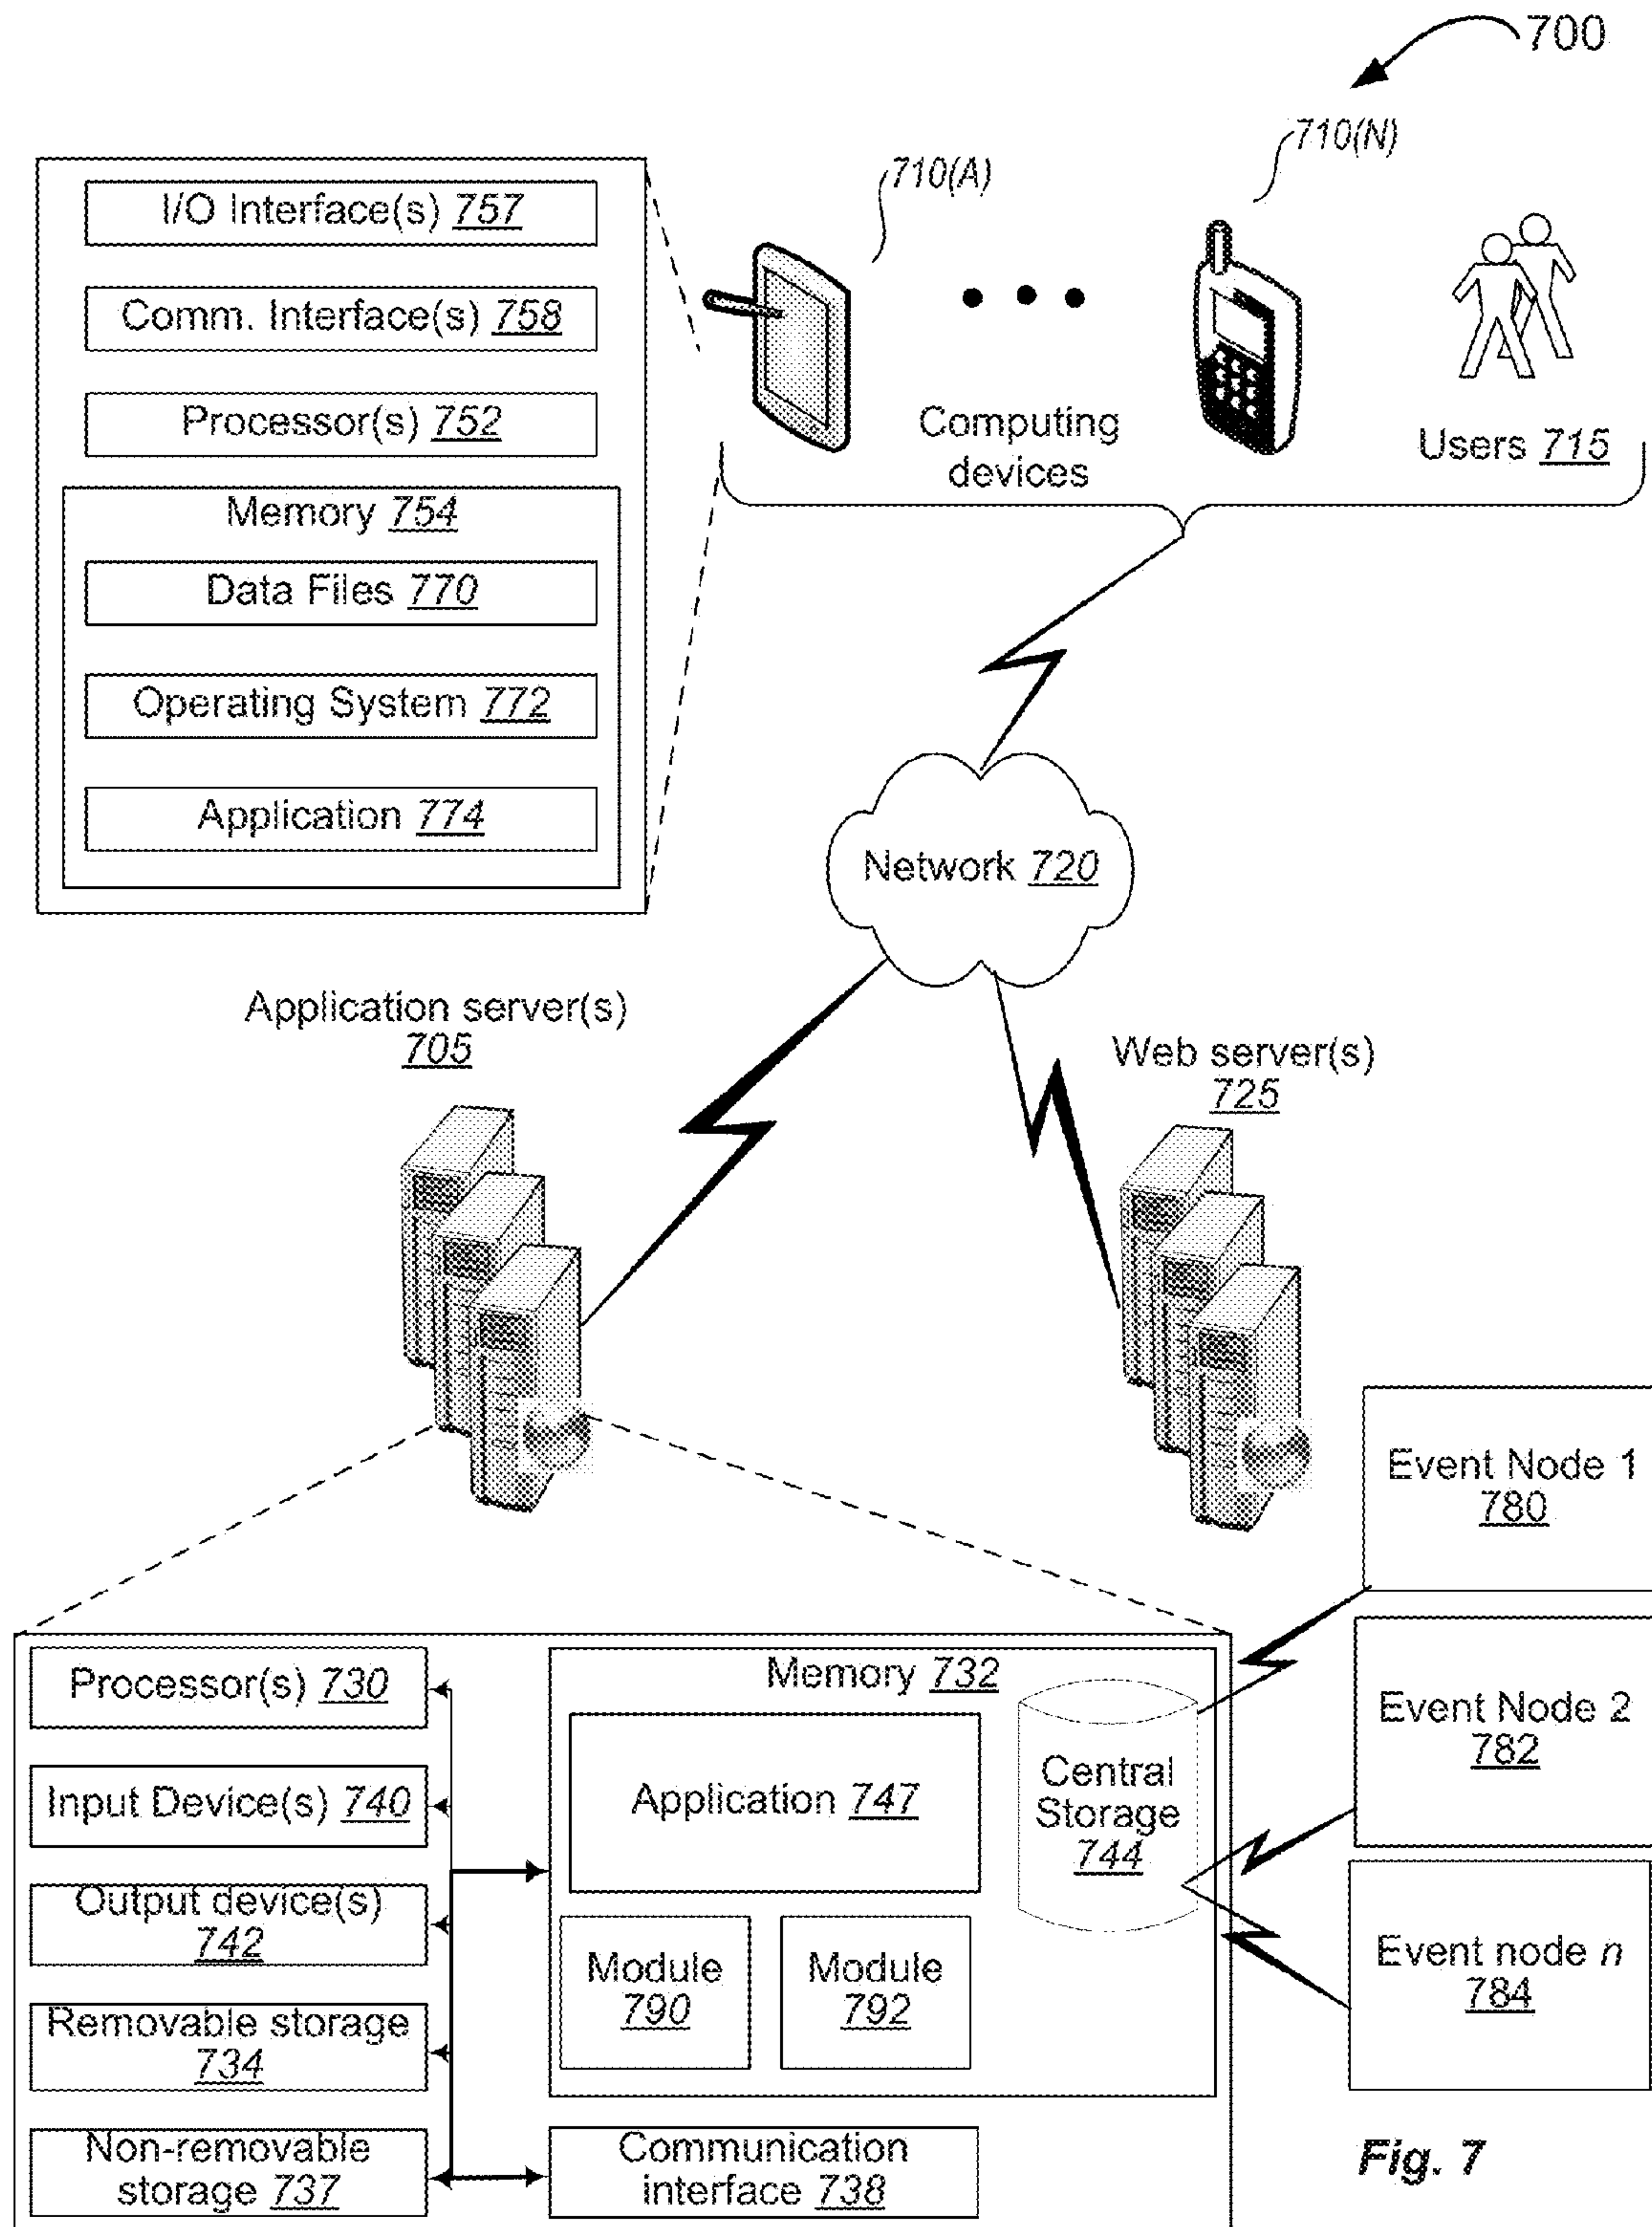 700
710(N)
710(A)
I/O Interface(s) 757
Comm. Interface(s) 758
Processor(s) 752
Memory 754
Data Files 770
Operating System 772
Application 774
Computing
devices
Users 715
Network 720
Application server(s)
705
Web server(s)
725
Event Node 1
780
Event Node 2
782
Event node n
784
Processor(s) 730
Input Device(s) 740
Output device(s)
742
Removable storage
734
Non-removable
storage 737
Memory 732
Application 747
Central
Storage
744
Module
790
Module
792
Communication
interface 738
Fig. 7